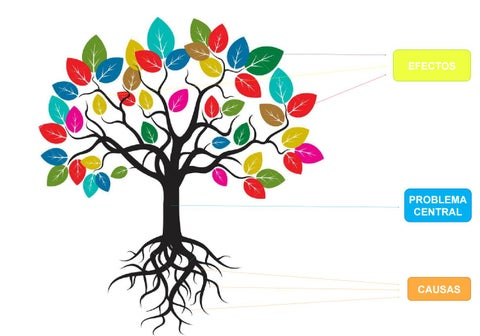 EFECTOS
PROBLEMA
CENTRAL
CAUSAS